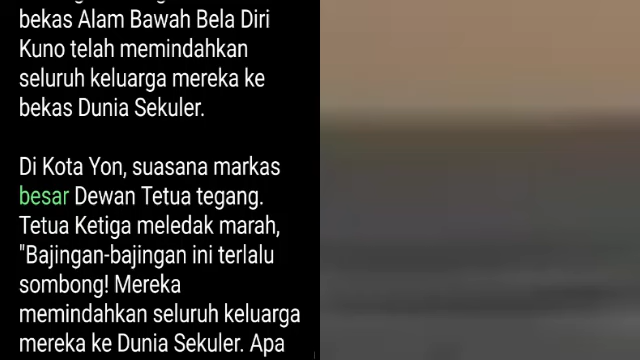 bekas Alam Bawah Bela Diri
Kuno telah memindahkan
seluruh keluarga mereka ke
bekas Dunia Sekuler.
Di Kota Yon, suasana markas
besar Dewan Tetua tegang.
Tetua Ketiga meledak marah,
"Bajingan-bajingan ini terlalu
sombong! Mereka
memindahkan seluruh keluarga
mereka ke Dunia Sekuler. Apa